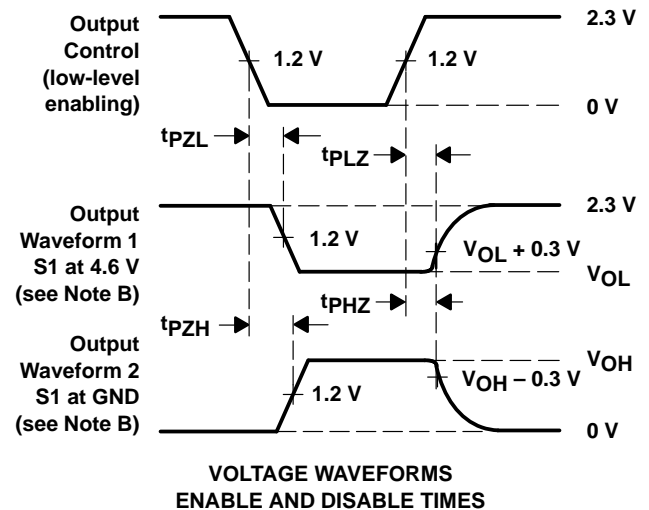 Output
Control
(low-level
enabling)
2.3 V
1.2 V
1.2 V
0 V
tPZL
tPLZ
Output
Waveform 1
S1 at 4.6 V
(see Note B)
2.3 V
1.2 V
VOL + 0.3 V
VOL
tPHZ
tPZH
Output
Waveform 2
S1 at GND
(see Note B)
VOH
VOH – 0.3 V
1.2 V
0 V
VOLTAGE WAVEFORMS
ENABLE AND DISABLE TIMES